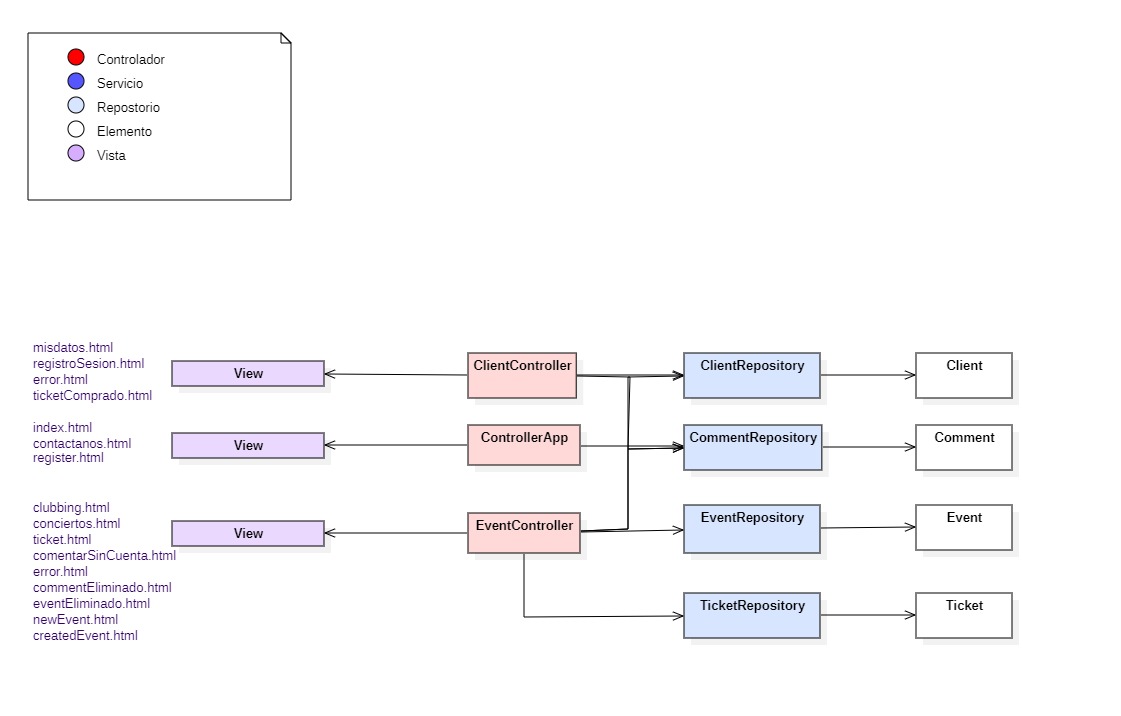 Controlador
Servicio
Repostorio
Elemento
Vista
misdatos.html
registroSesion.html
error.html
ticketComprado.html
View
ClientController
ClientRepository
Client
index.html
contactanos.html
register.html
View
ControllerApp
CommentRepository
Comment
clubbing.html
conciertos.html
ticket.html
comentarSinCuenta.html
error.html
commentEliminado.html
eventEliminado.html
newEvent.html
createdEvent.html
View
EventController
EventRepository
Event
TicketRepository
Ticket